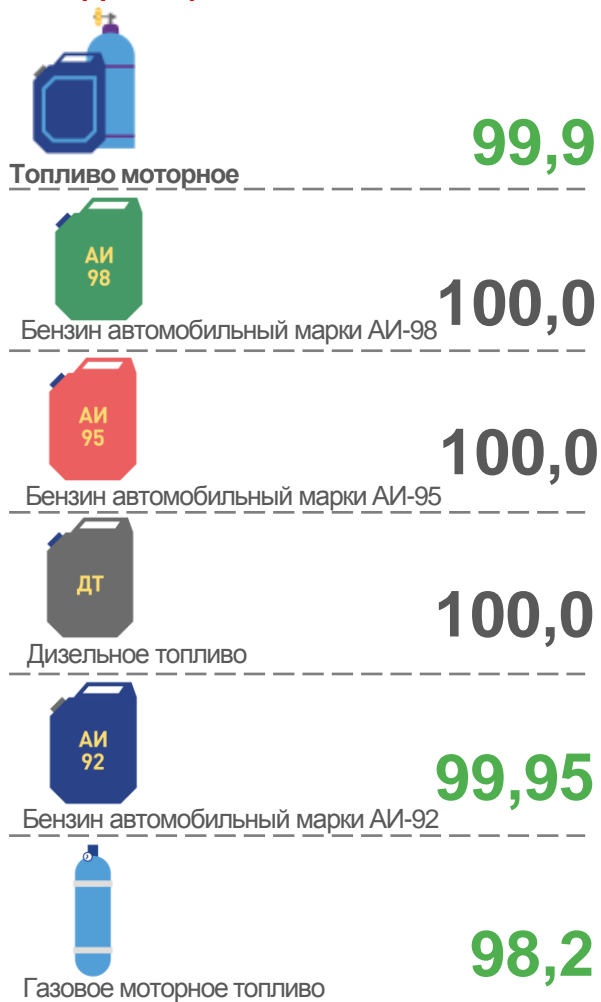 99,9
Топливо моторное
АИ
98
100,0
Бензин автомобильный марки АИ-98
АИ
95
100,0
Бензин автомобильный марки АИ-95
ДТ
100,0
Дизельное топливо
АИ
92
99,95
Бензин автомобильный марки АИ-92
98,2
Газовое моторное топливо